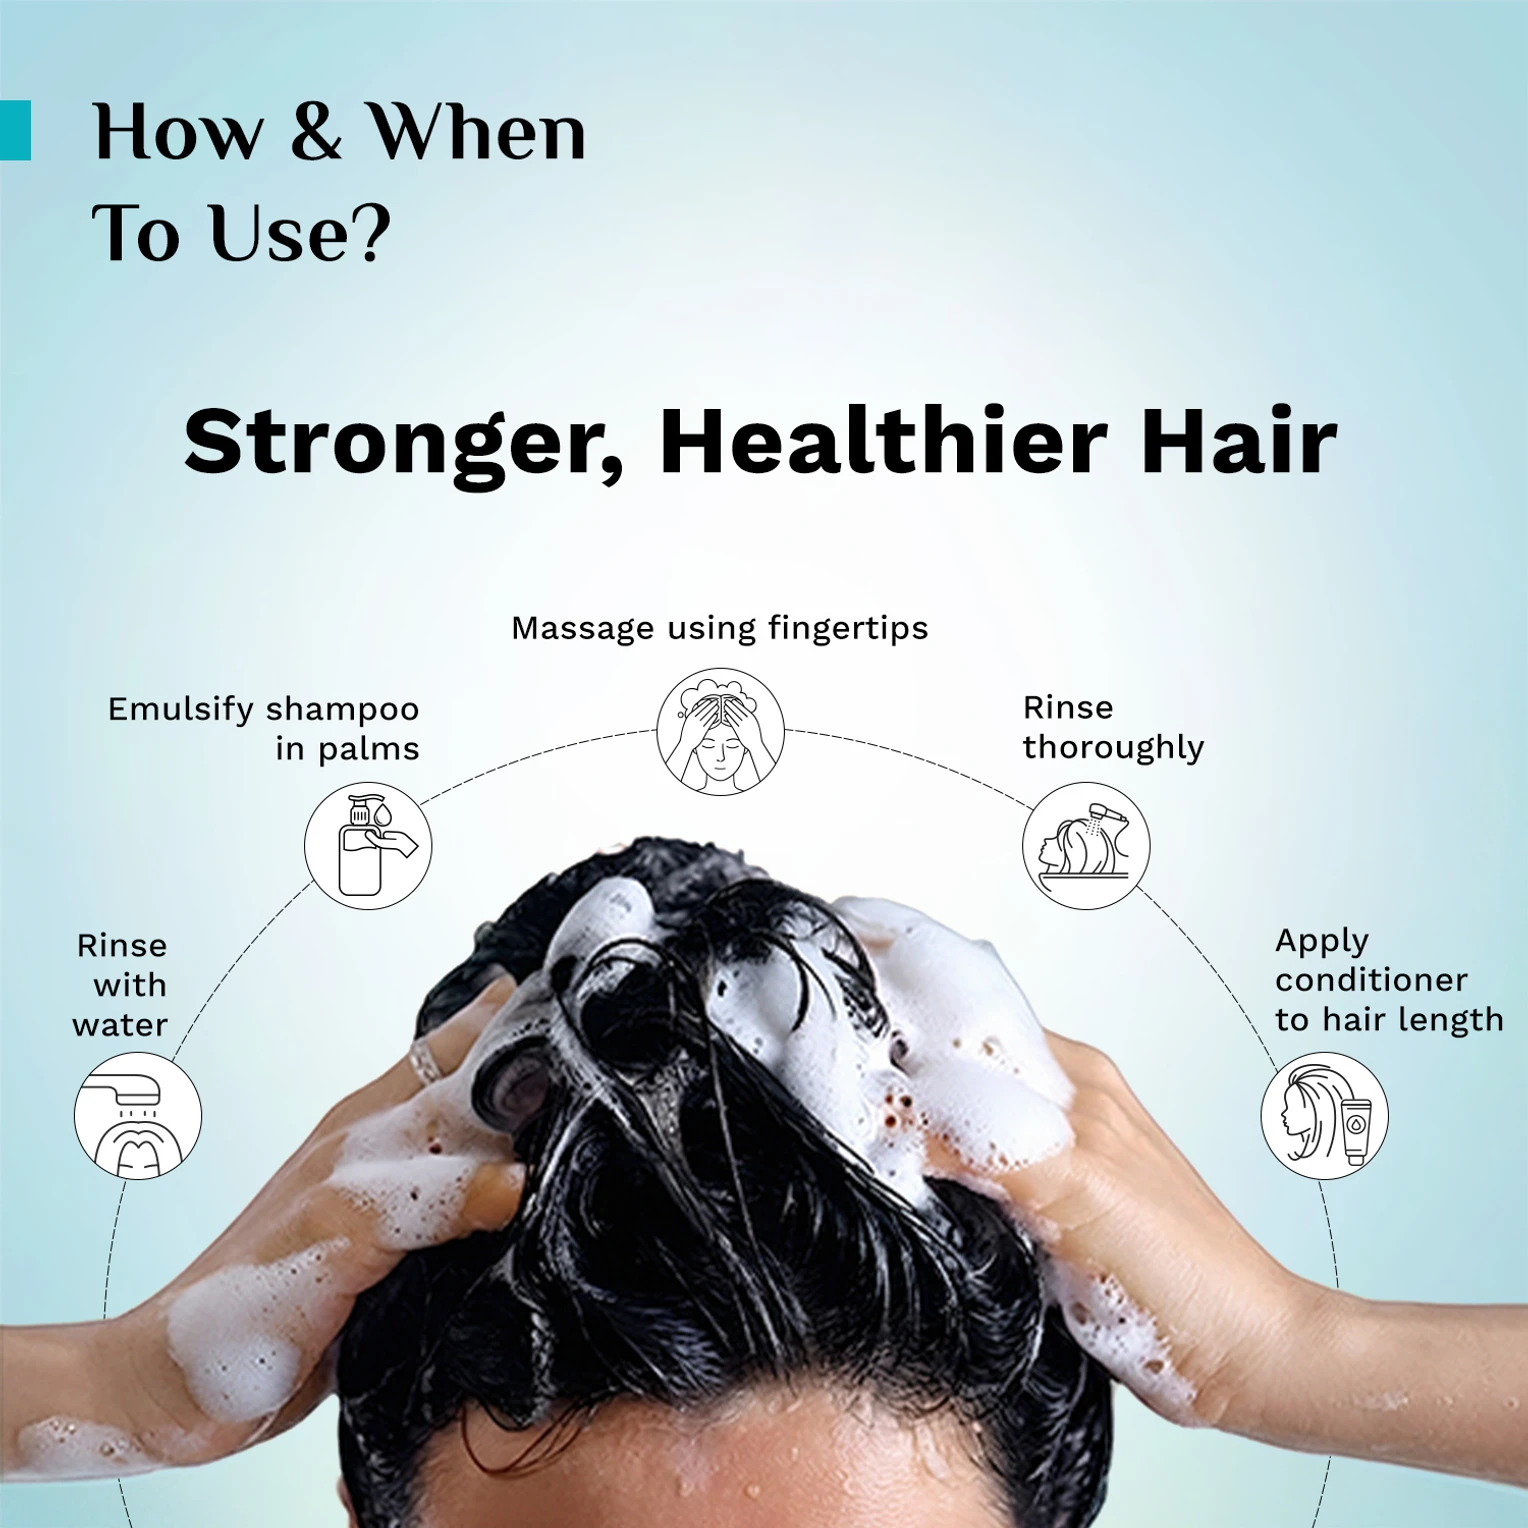 How & When
To Use?
Stronger, Healthier Hair
Massage using fingertips
Emulsify shampoo
in palms
Rinse
thoroughly
Rinse
with
water
Apply
conditioner
to hair length